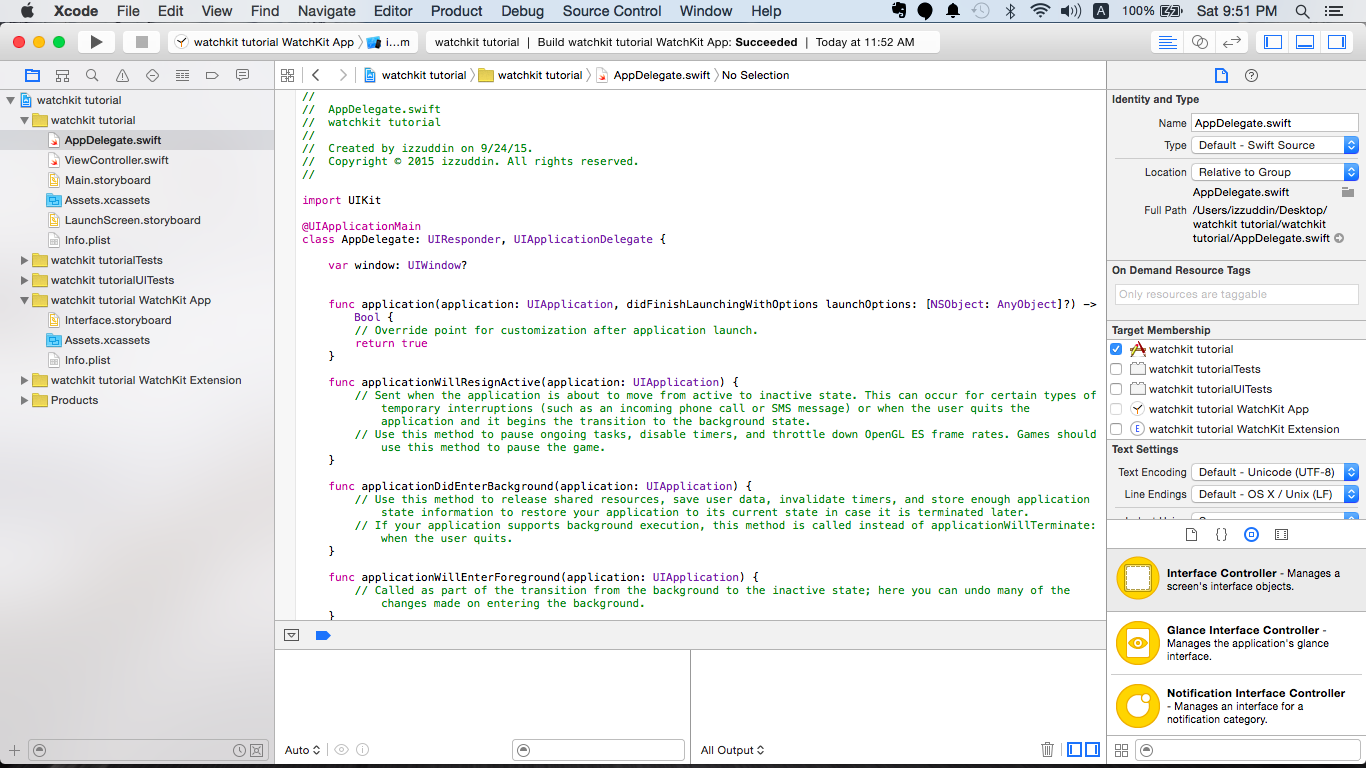 Xcode File Edit View Find Navigate Editor Product Debug Source Control Window Help A 100% Sat 9:51 PM
watchkit tutorial WatchKit App i...m
watchkit tutorial | Build watchkit tutorial WatchKit App: Succeeded | Today at 11:52 AM
watchkit tutorial
watchkit tutorial
AppDelegate.swift
ViewController.swift
Main.storyboard
Assets.xcassets
LaunchScreen.storyboard
Info.plist
watchkit tutorialTests
watchkit tutorialUITests
watchkit tutorial WatchKit App
Interface.storyboard
Assets.xcassets
Info.plist
watchkit tutorial WatchKit Extension
Products
watchkit tutorial watchkit tutorial AppDelegate.swift No Selection
//
// AppDelegate.swift
// watchkit tutorial
//
// Created by izzuddin on 9/24/15.
// Copyright © 2015 izzuddin. All rights reserved.
//
import UIKit
@UIApplicationMain
class AppDelegate: UIResponder, UIApplicationDelegate {
var window: UIWindow?
func application(application: UIApplication, didFinishLaunchingWithOptions launchOptions: [NSObject: AnyObject]?) ->
Bool {
// Override point for customization after application launch.
return true
}
func applicationWillResignActive(application: UIApplication) {
// Sent when the application is about to move from active to inactive state. This can occur for certain types of
temporary interruptions (such as an incoming phone call or SMS message) or when the user quits the
application and it begins the transition to the background state.
// Use this method to pause ongoing tasks, disable timers, and throttle down OpenGL ES frame rates. Games should
use this method to pause the game.
}
func applicationDidEnterBackground(application: UIApplication) {
// Use this method to release shared resources, save user data, invalidate timers, and store enough application
state information to restore your application to its current state in case it is terminated later.
// If your application supports background execution, this method is called instead of applicationWillTerminate:
when the user quits.
}
func applicationWillEnterForeground(application: UIApplication) {
// Called as part of the transition from the background to the inactive state; here you can undo many of the
changes made on entering the background.
}
Auto
All Output
Identity and Type
Name AppDelegate.swift
Type Default - Swift Source
Location Relative to Group
AppDelegate.swift
Full Path /Users/izzuddin/Desktop/
watchkit tutorial/watchkit
tutorial/AppDelegate.swift
On Demand Resource Tags
Only resources are taggable
Target Membership
watchkit tutorial
watchkit tutorialTests
watchkit tutorialUITests
watchkit tutorial WatchKit App
E watchkit tutorial WatchKit Extension
Text Settings
Text Encoding Default - Unicode (UTF-8)
Line Endings Default - OS X / Unix (LF)
{}
Interface Controller - Manages a
screen's interface objects.
Glance Interface Controller -
Manages the application's glance
interface.
Notification Interface Controller
- Manages an interface for a
notification category.